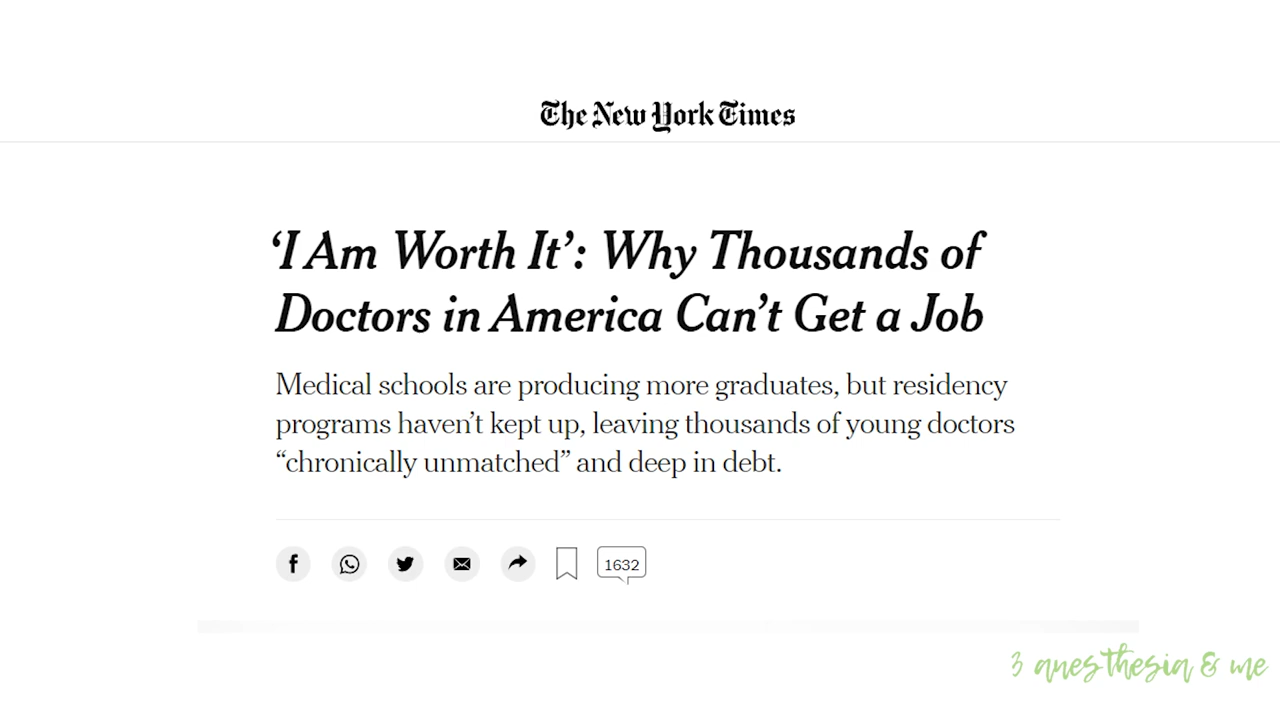 The New York Times
‘I Am Worth It’: Why Thousands of
Doctors in America Can’t Get a Job
Medical schools are producing more graduates, but residency
programs haven’t kept up, leaving thousands of young doctors
“chronically unmatched” and deep in debt.
1632
3 anesthesia & me